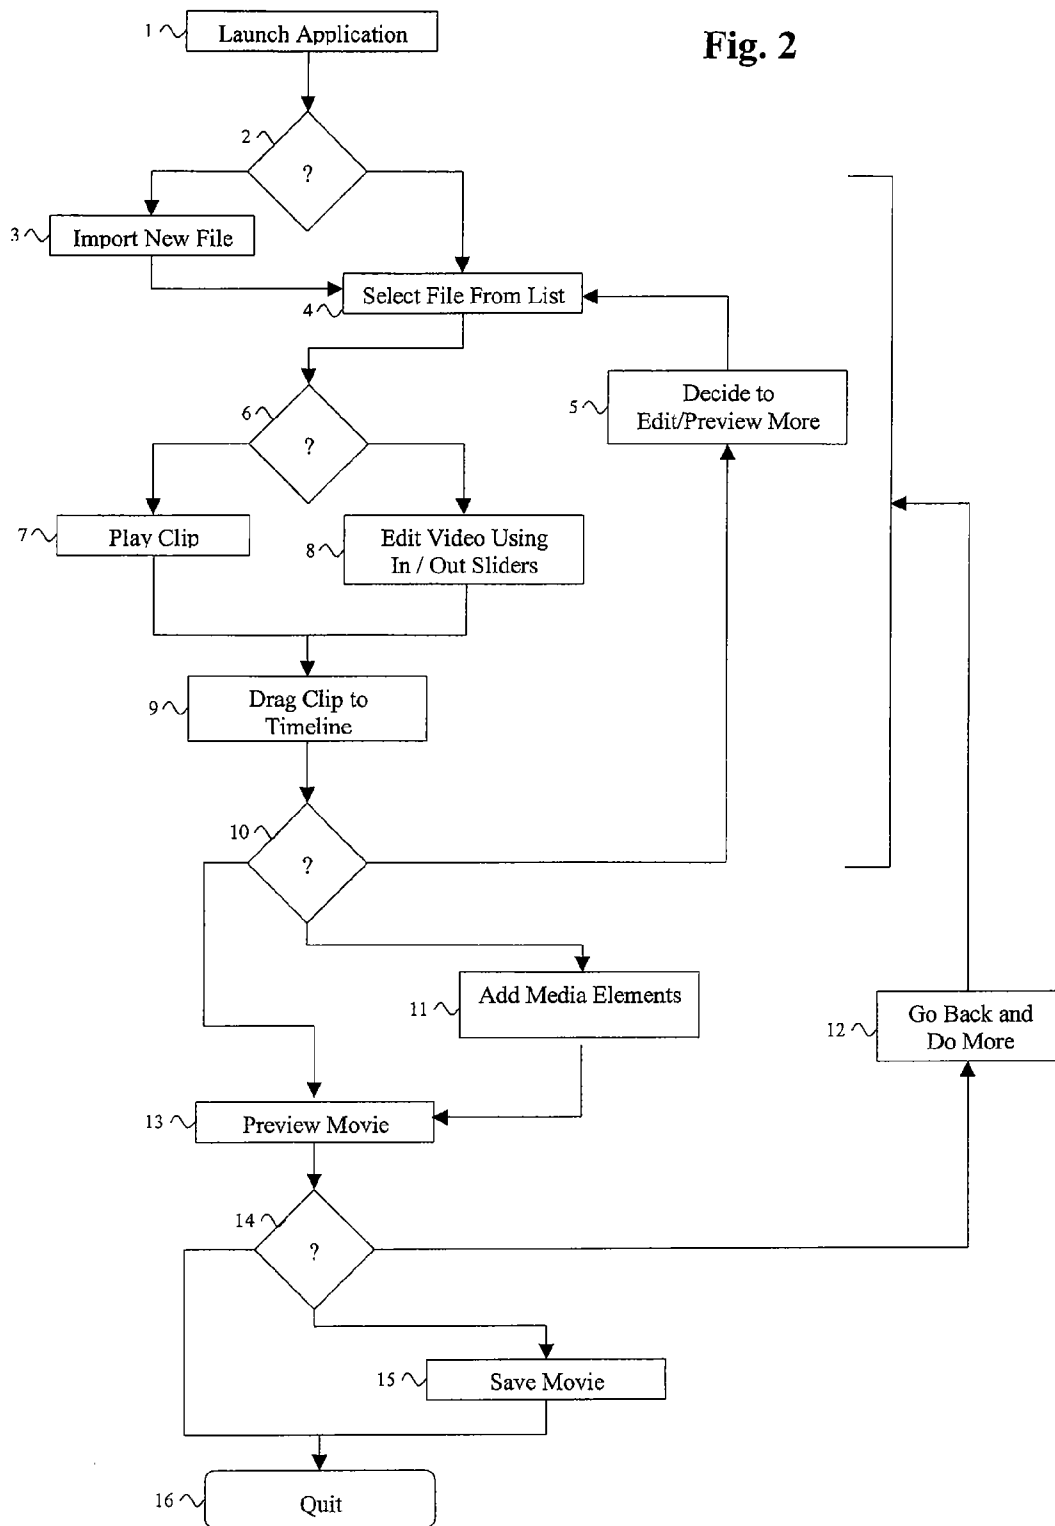 Fig. 2
1 Launch Application
2 ?
3 Import New File
4 Select File From List
5 Decide to
Edit/Preview More
6 ?
7 Play Clip
8 Edit Video Using
In / Out Sliders
9 Drag Clip to
Timeline
10 ?
11 Add Media Elements
12 Go Back and
Do More
13 Preview Movie
14 ?
15 Save Movie
16 Quit